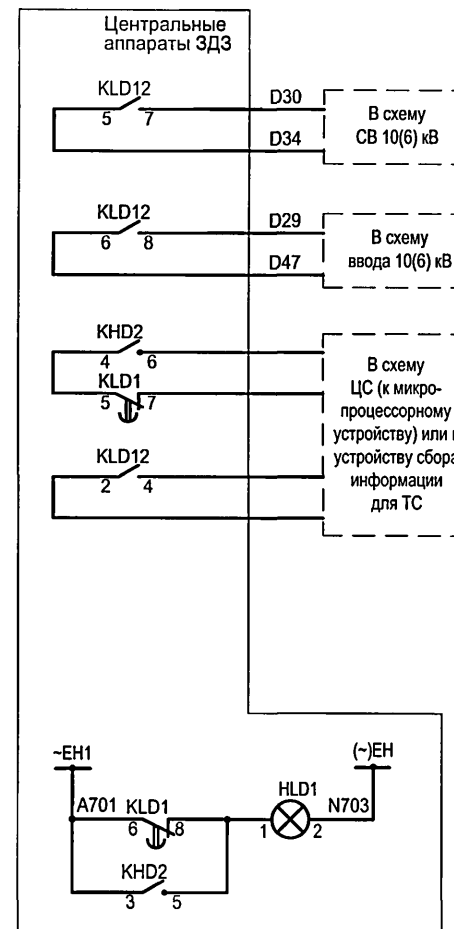 Центральные
аппараты ЗДЗ
KLD12
5 7
D30
D34
В схему
СВ 10(6) кВ
KLD12
6 8
D29
D47
В схему
ввода 10(6) кВ
KHD2
4 6
KLD1
5 7
KLD12
2 4
В схему
ЦС (к микро-
процессорному
устройству) или
устройству сбора
информации
для ТС
~EH1
(~)EH
A701 KLD1
6 8
HLD1
1 2
N703
KHD2
3 5